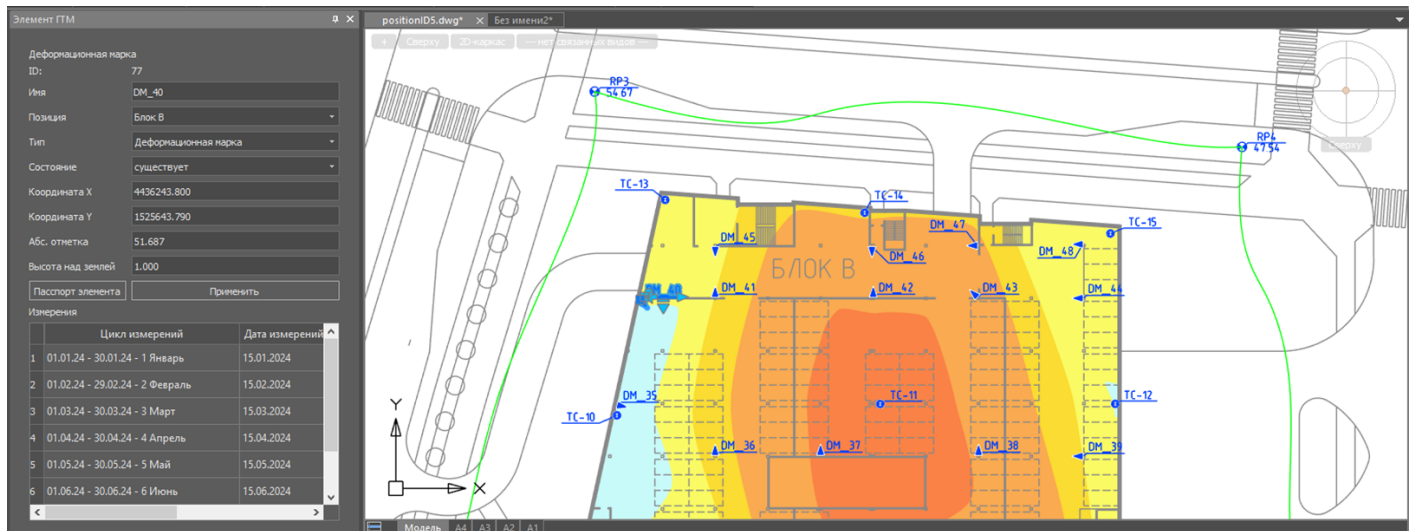 Элемент ГТМ
Деформационная марка
ID: 77
Имя DM_40
Позиция Блок В
Тип Деформационная марка
Состояние существует
Координата X 4436243.800
Координата Y 1525643.790
Абс. отметка 51.687
Высота над землей 1.000
Паспорт элемента Применить
Измерения
Цикл измерений Дата измерений
1 01.01.24 - 30.01.24 - 1 Январь 15.01.2024
2 01.02.24 - 29.02.24 - 2 Февраль 15.02.2024
3 01.03.24 - 30.03.24 - 3 Март 15.03.2024
4 01.04.24 - 30.04.24 - 4 Апрель 15.04.2024
5 01.05.24 - 30.05.24 - 5 Май 15.05.2024
6 01.06.24 - 30.06.24 - 6 Июнь 15.06.2024
positionID5.dwg* Без имени2*
+ Сверху 2D-каркас --- нет связанных видов ---
RP3
54.67
RP4
47.54
Сверху
TC-13
TC-14
TC-15
DM_45
DM_46
DM_47
DM_48
БЛОК В
DM_40
DM_41
DM_42
DM_43
DM_44
DM_35
TC-10
TC-11
TC-12
DM_36
DM_37
DM_38
DM_39
Y
X
Модель A4 A3 A2 A1